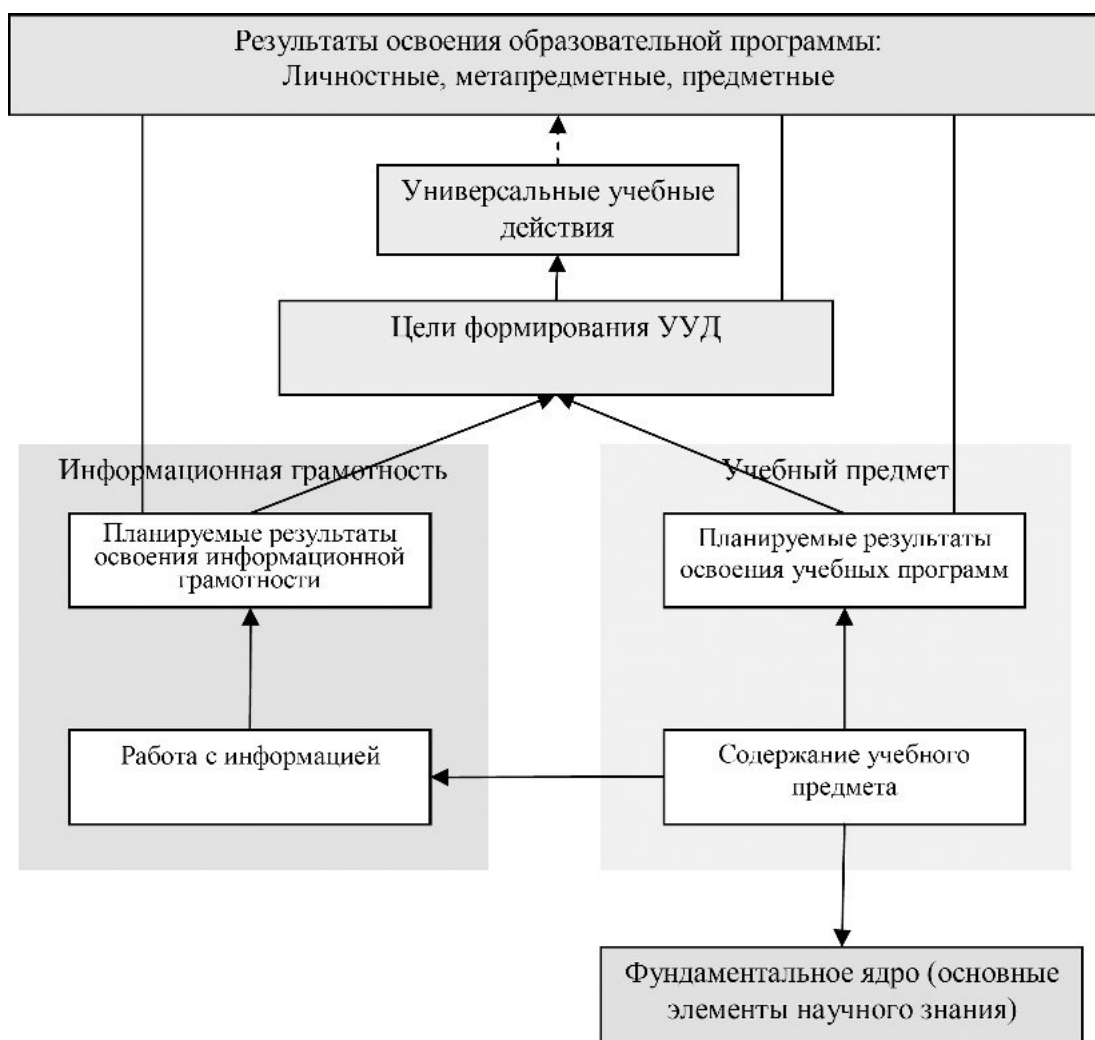 Результаты освоения образовательной программы:
Личностные, метапредметные, предметные
Универсальные учебные
действия
Цели формирования УУД
Информационная грамотность
Учебный предмет
Планируемые результаты
освоения информационной
грамотности
Планируемые результаты
освоения учебных программ
Работа с информацией
Содержание учебного
предмета
Фундаментальное ядро (основные
элементы научного знания)